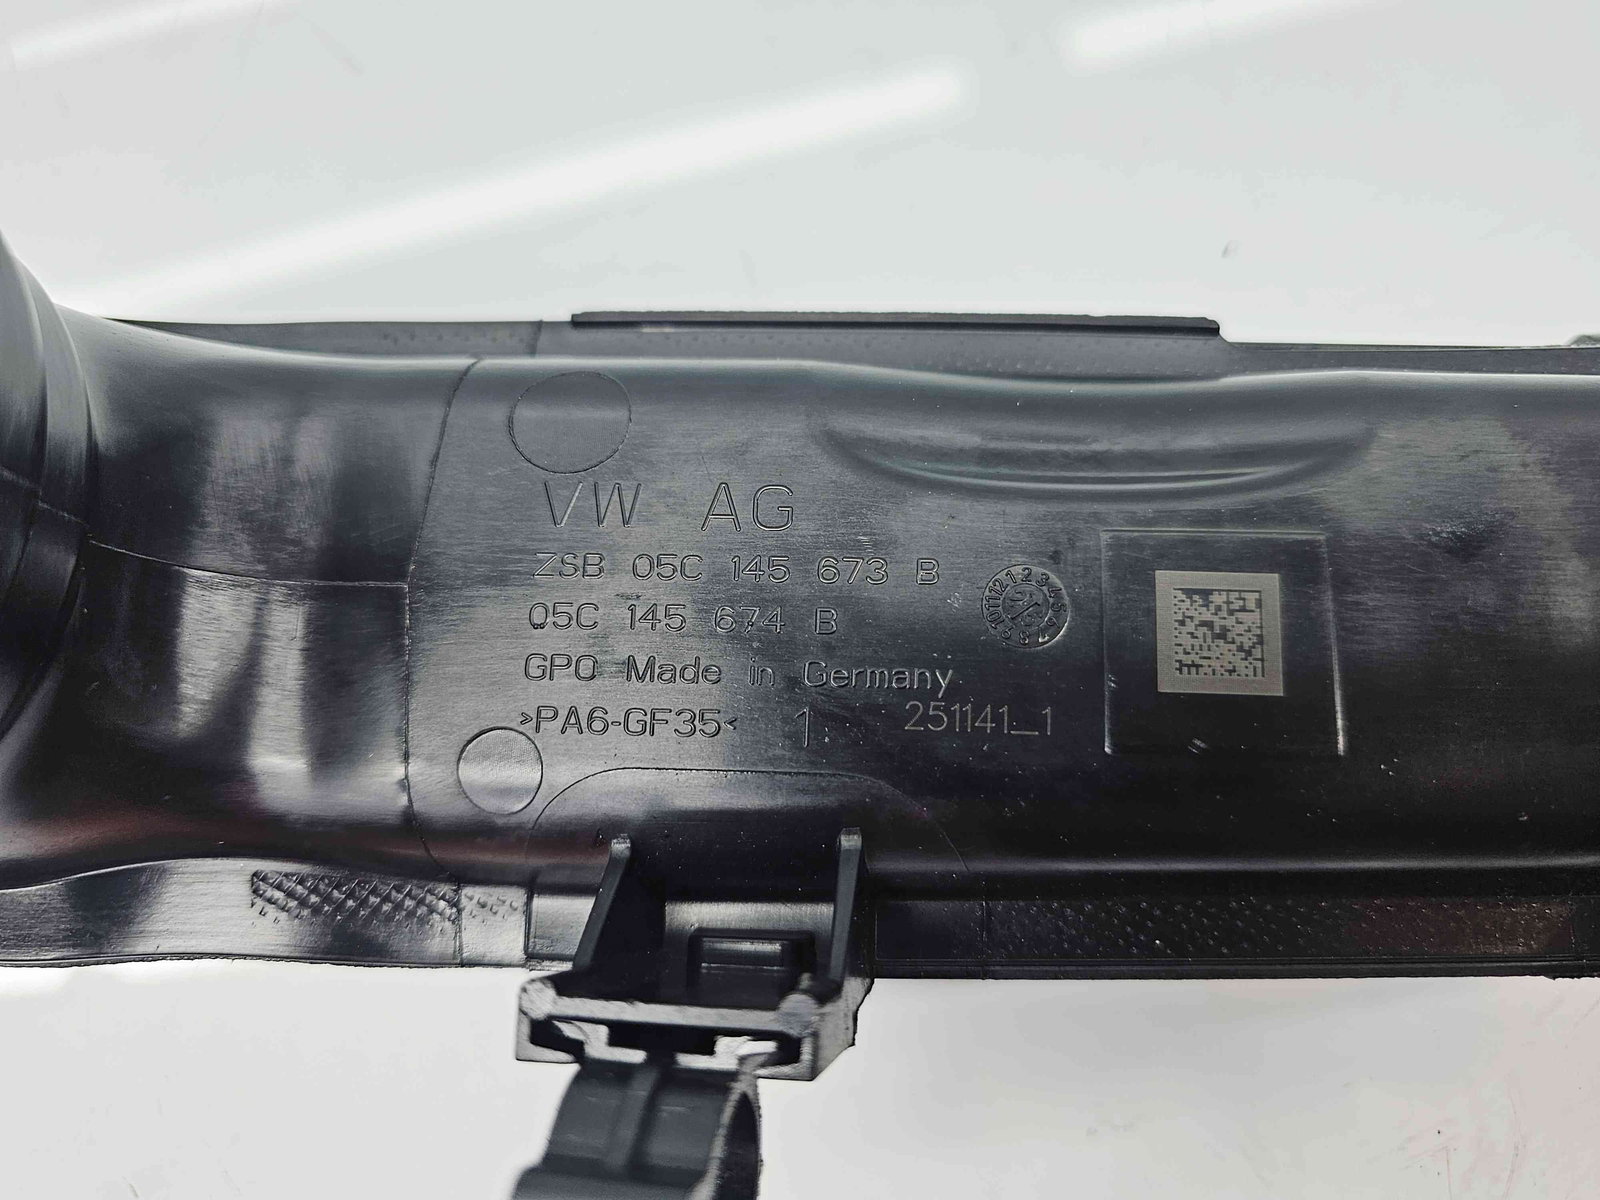 VW AG
ZSB 05C 145 673 B
05C 145 674 B
GPO Made in Germany
>PA6-GF35< 1 251141_1